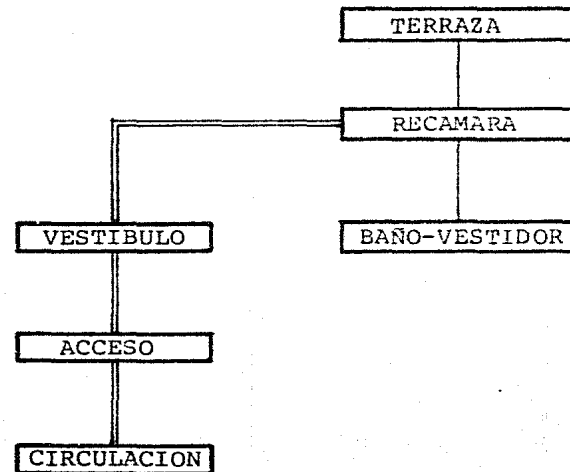 TERRAZA
RECAMARA
VESTIBULO
BAÑO-VESTIDOR
ACCESO
CIRCULACION